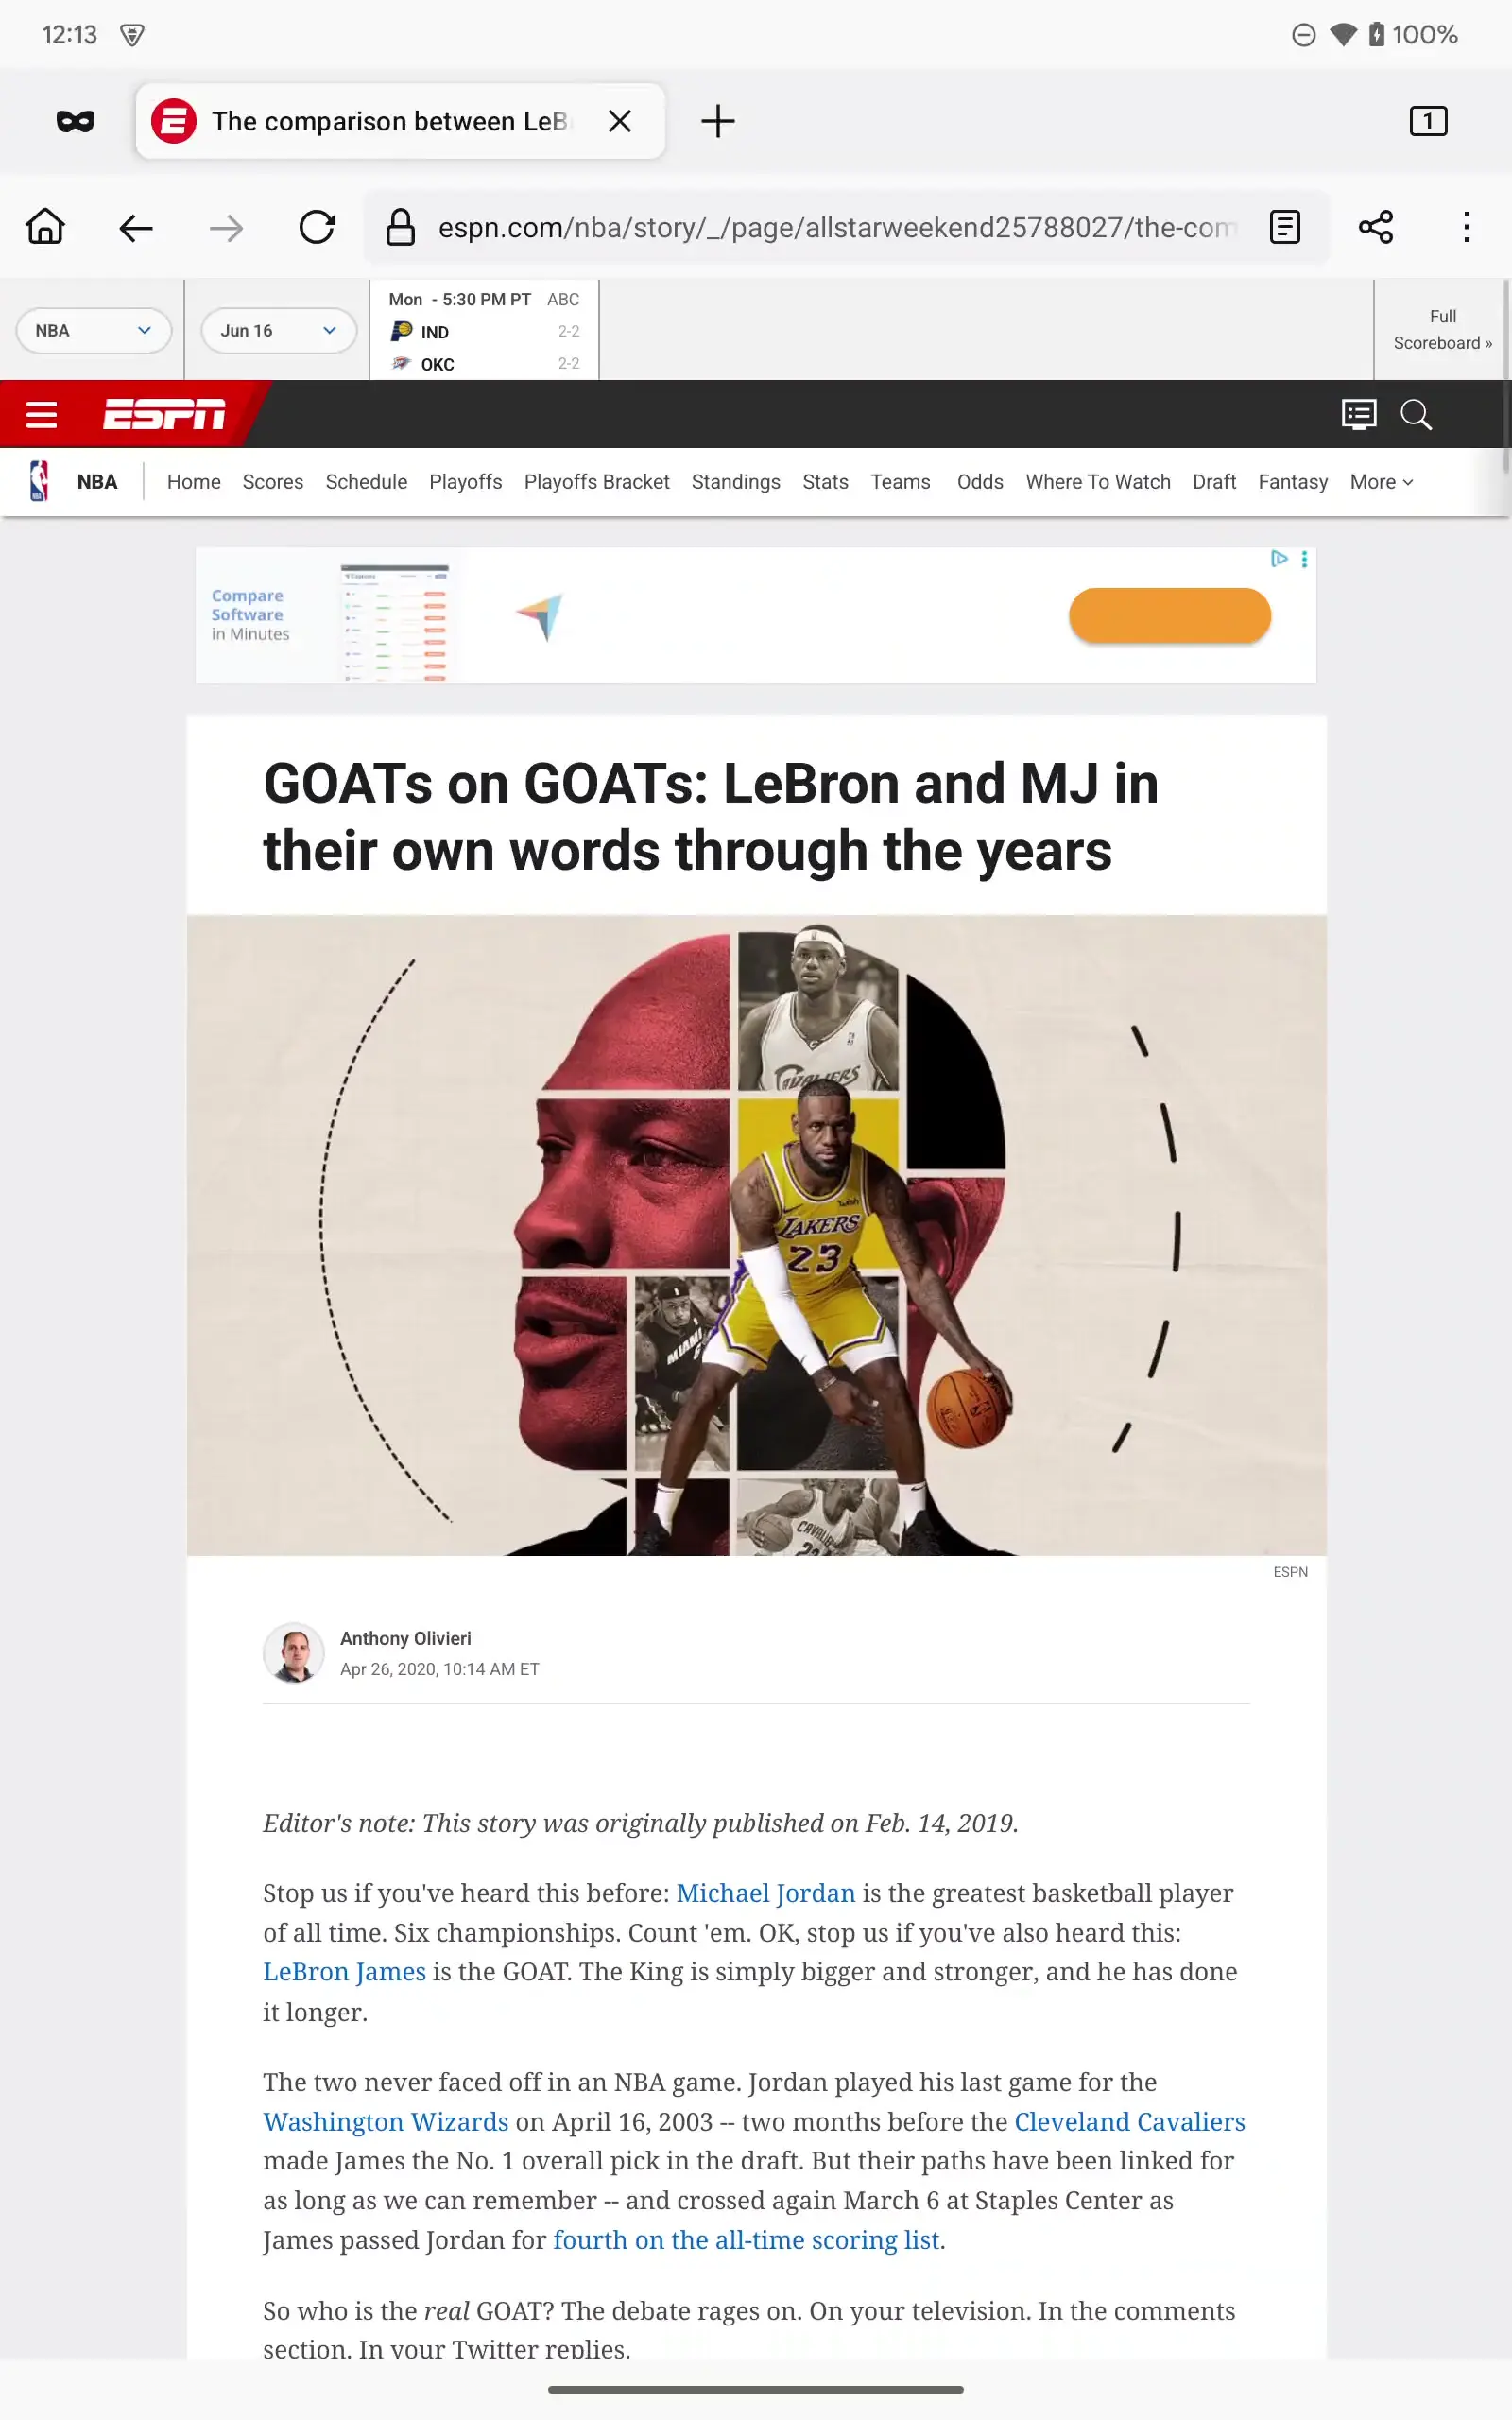 12:13
100%
The comparison between LeB
1
espn.com/nba/story/_/page/allstarweekend25788027/the-com
NBA
Jun 16
Mon - 5:30 PM PT ABC
IND 2-2
OKC 2-2
Full
Scoreboard »
ESPN
NBA Home Scores Schedule Playoffs Playoffs Bracket Standings Stats Teams Odds Where To Watch Draft Fantasy More
Compare
Software
in Minutes
GOATs on GOATs: LeBron and MJ in
their own words through the years
CAVALIERS
LAKERS
23
MIAMI
CAVALIERS
ESPN
Anthony Olivieri
Apr 26, 2020, 10:14 AM ET
Editor's note: This story was originally published on Feb. 14, 2019.
Stop us if you've heard this before: Michael Jordan is the greatest basketball player
of all time. Six championships. Count 'em. OK, stop us if you've also heard this:
LeBron James is the GOAT. The King is simply bigger and stronger, and he has done
it longer.
The two never faced off in an NBA game. Jordan played his last game for the
Washington Wizards on April 16, 2003 -- two months before the Cleveland Cavaliers
made James the No. 1 overall pick in the draft. But their paths have been linked for
as long as we can remember -- and crossed again March 6 at Staples Center as
James passed Jordan for fourth on the all-time scoring list.
So who is the real GOAT? The debate rages on. On your television. In the comments
section. In your Twitter replies.